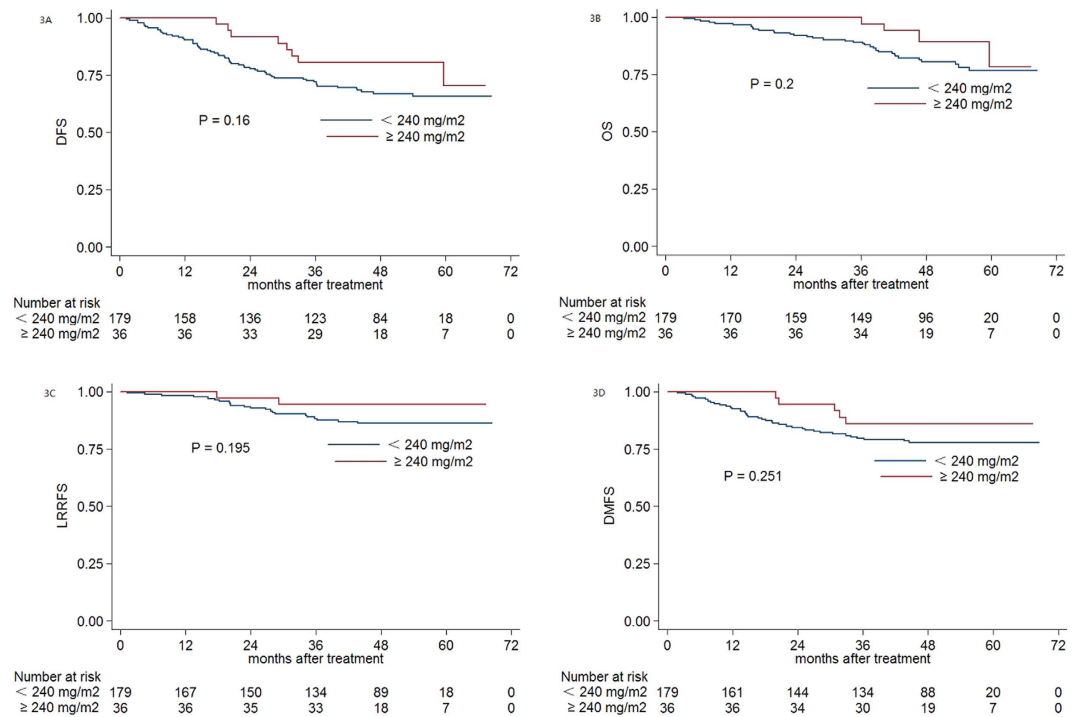 3A
1.00
0.75
0.50
0.25
0.00
DFS
P = 0.16
< 240 mg/m2
≥ 240 mg/m2
0 12 24 36 48 60 72
months after treatment
Number at risk
< 240 mg/m2 179 158 136 123 84 18 0
≥ 240 mg/m2 36 36 33 29 18 7 0
3B
1.00
0.75
0.50
0.25
0.00
OS
P = 0.2
< 240 mg/m2
≥ 240 mg/m2
0 12 24 36 48 60 72
months after treatment
Number at risk
< 240 mg/m2 179 170 159 149 96 20 0
≥ 240 mg/m2 36 36 36 34 19 7 0
3C
1.00
0.75
0.50
0.25
0.00
LRRFS
P = 0.195
< 240 mg/m2
≥ 240 mg/m2
0 12 24 36 48 60 72
months after treatment
Number at risk
< 240 mg/m2 179 167 150 134 89 18 0
≥ 240 mg/m2 36 36 35 33 18 7 0
3D
1.00
0.75
0.50
0.25
0.00
DMFS
P = 0.251
< 240 mg/m2
≥ 240 mg/m2
0 12 24 36 48 60 72
months after treatment
Number at risk
< 240 mg/m2 179 161 144 134 88 20 0
≥ 240 mg/m2 36 36 34 30 19 7 0